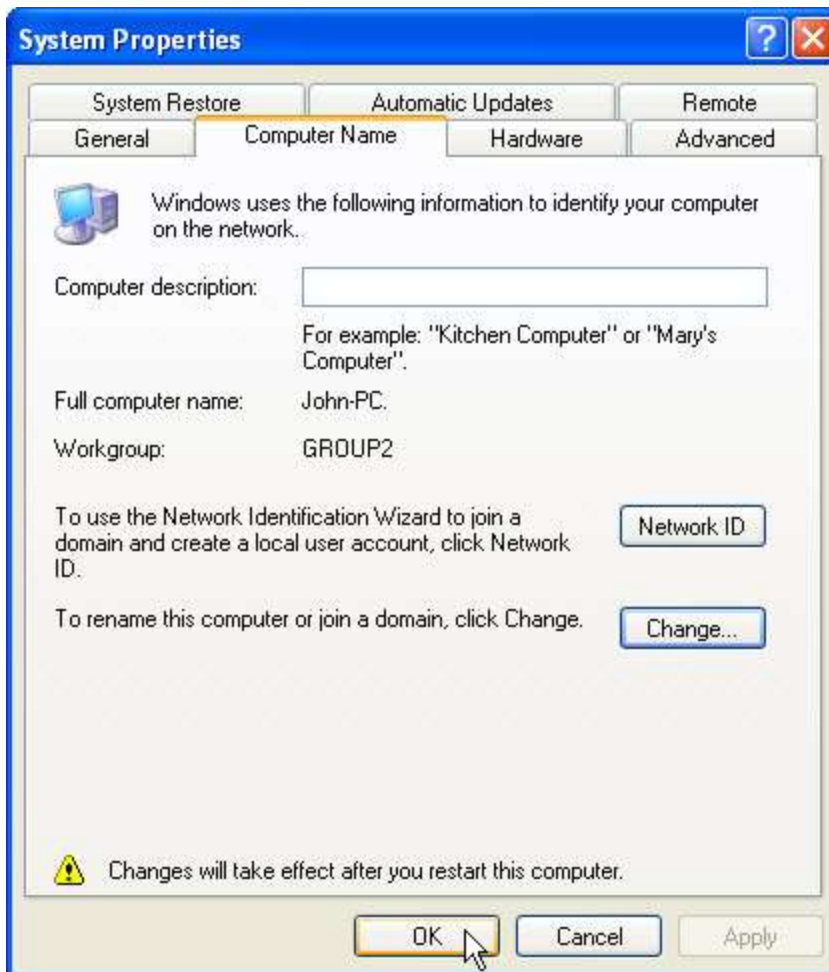 System Properties
System Restore Automatic Updates Remote
General Computer Name Hardware Advanced
Windows uses the following information to identify your computer
on the network.
Computer description:
For example: "Kitchen Computer" or "Mary's
Computer".
Full computer name: John-PC.
Workgroup: GROUP2
To use the Network Identification Wizard to join a
domain and create a local user account, click Network
ID.
Network ID
To rename this computer or join a domain, click Change.
Change...
Changes will take effect after you restart this computer.
OK Cancel Apply